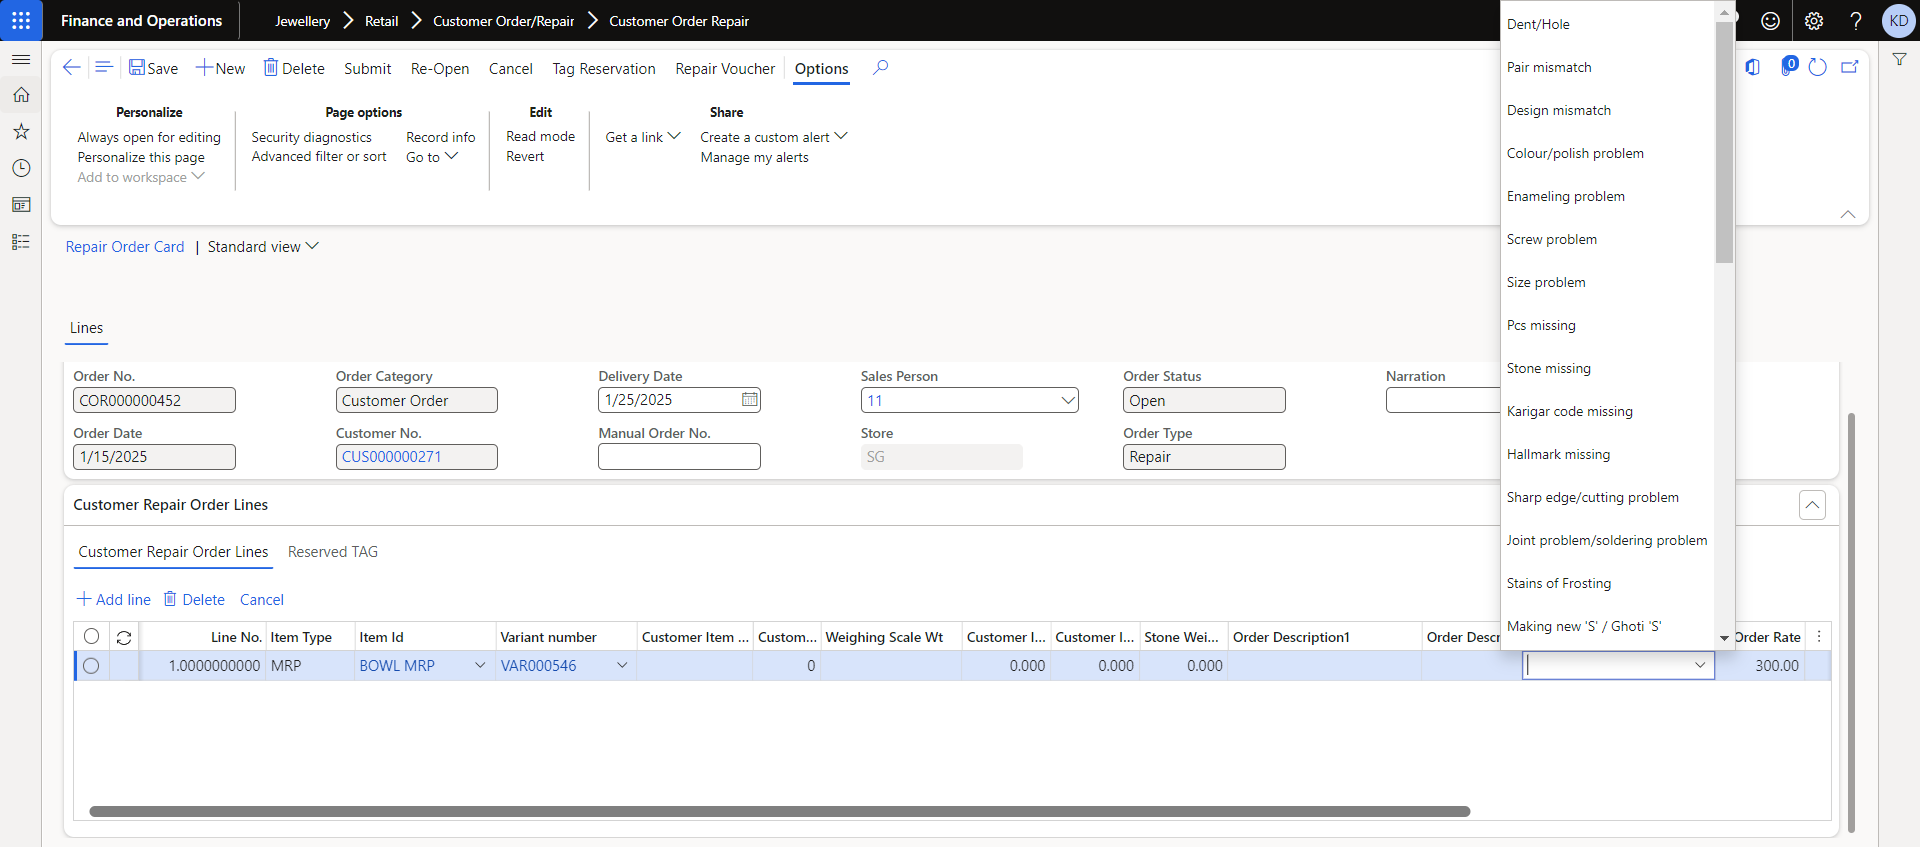 Finance and Operations
Jewellery
Retail
Customer Order/Repair
Customer Order Repair
KD
Save
New
Delete
Submit
Re-Open
Cancel
Tag Reservation
Repair Voucher
Options
0
Personalize
Always open for editing
Personalize this page
Add to workspace
Page options
Security diagnostics
Advanced filter or sort
Record info
Go to
Edit
Read mode
Revert
Share
Get a link
Create a custom alert
Manage my alerts
Repair Order Card | Standard view
Lines
Order No.
COR000000452
Order Date
1/15/2025
Order Category
Customer Order
Customer No.
CUS000000271
Delivery Date
1/25/2025
Manual Order No.
Sales Person
11
Store
SG
Order Status
Open
Order Type
Repair
Narration
Customer Repair Order Lines
Customer Repair Order Lines
Reserved TAG
Add line
Delete
Cancel
Line No. Item Type Item Id Variant number Customer Item ... Custom... Weighing Scale Wt Customer I... Customer I... Stone Wei... Order Description1 Order Descr Order Rate
1.0000000000 MRP BOWL MRP VAR000546 0 0.000 0.000 0.000 300.00
Dent/Hole
Pair mismatch
Design mismatch
Colour/polish problem
Enameling problem
Screw problem
Size problem
Pcs missing
Stone missing
Karigar code missing
Hallmark missing
Sharp edge/cutting problem
Joint problem/soldering problem
Stains of Frosting
Making new 'S' / Ghoti 'S'